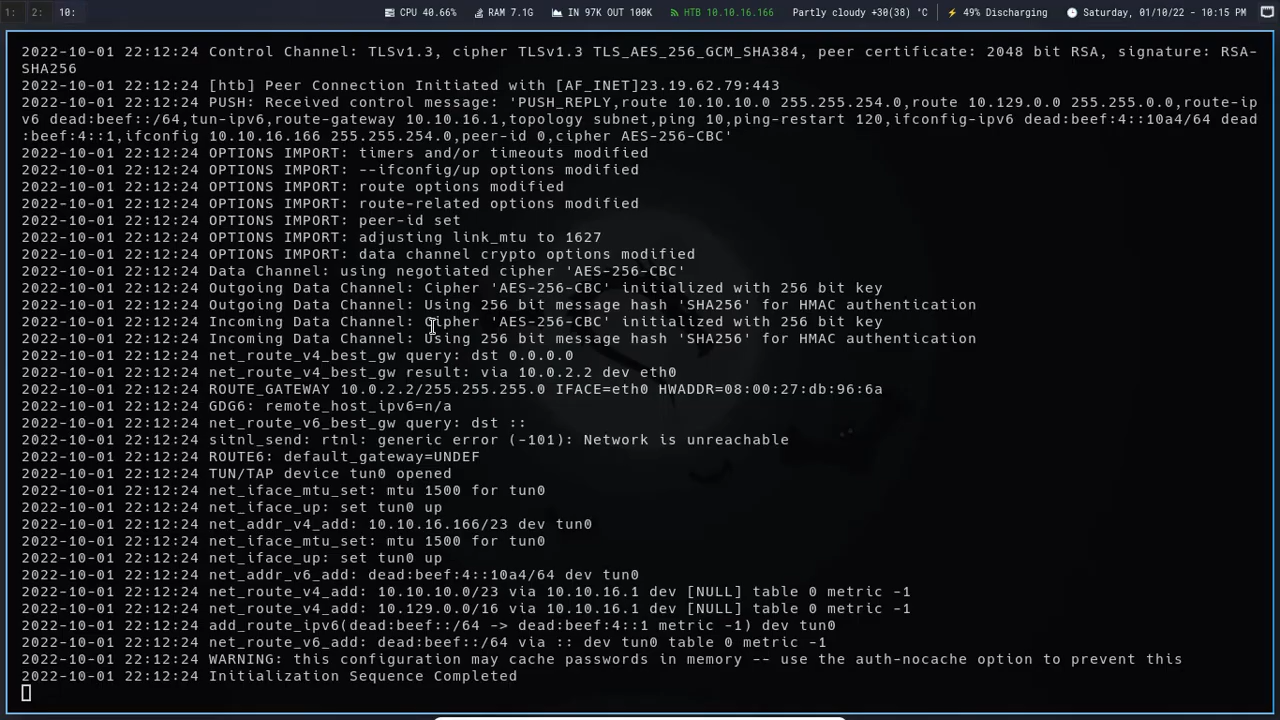 1: 2: 10: CPU 40.66% RAM 7.1G IN 97K OUT 100K HTB 10.10.16.166 Partly cloudy +30(38) °C 49% Discharging Saturday, 01/10/22 - 10:15 PM
2022-10-01 22:12:24 Control Channel: TLSv1.3, cipher TLSv1.3 TLS_AES_256_GCM_SHA384, peer certificate: 2048 bit RSA, signature: RSA-
SHA256
2022-10-01 22:12:24 [htb] Peer Connection Initiated with [AF_INET]23.19.62.79:443
2022-10-01 22:12:24 PUSH: Received control message: 'PUSH_REPLY,route 10.10.10.0 255.255.254.0,route 10.129.0.0 255.255.0.0,route-ip
v6 dead:beef::/64,tun-ipv6,route-gateway 10.10.16.1,topology subnet,ping 10,ping-restart 120,ifconfig-ipv6 dead:beef:4::10a4/64 dead
:beef:4::1,ifconfig 10.10.16.166 255.255.254.0,peer-id 0,cipher AES-256-CBC'
2022-10-01 22:12:24 OPTIONS IMPORT: timers and/or timeouts modified
2022-10-01 22:12:24 OPTIONS IMPORT: --ifconfig/up options modified
2022-10-01 22:12:24 OPTIONS IMPORT: route options modified
2022-10-01 22:12:24 OPTIONS IMPORT: route-related options modified
2022-10-01 22:12:24 OPTIONS IMPORT: peer-id set
2022-10-01 22:12:24 OPTIONS IMPORT: adjusting link_mtu to 1627
2022-10-01 22:12:24 OPTIONS IMPORT: data channel crypto options modified
2022-10-01 22:12:24 Data Channel: using negotiated cipher 'AES-256-CBC'
2022-10-01 22:12:24 Outgoing Data Channel: Cipher 'AES-256-CBC' initialized with 256 bit key
2022-10-01 22:12:24 Outgoing Data Channel: Using 256 bit message hash 'SHA256' for HMAC authentication
2022-10-01 22:12:24 Incoming Data Channel: Cipher 'AES-256-CBC' initialized with 256 bit key
2022-10-01 22:12:24 Incoming Data Channel: Using 256 bit message hash 'SHA256' for HMAC authentication
2022-10-01 22:12:24 net_route_v4_best_gw query: dst 0.0.0.0
2022-10-01 22:12:24 net_route_v4_best_gw result: via 10.0.2.2 dev eth0
2022-10-01 22:12:24 ROUTE_GATEWAY 10.0.2.2/255.255.255.0 IFACE=eth0 HWADDR=08:00:27:db:96:6a
2022-10-01 22:12:24 GDG6: remote_host_ipv6=n/a
2022-10-01 22:12:24 net_route_v6_best_gw query: dst ::
2022-10-01 22:12:24 sitnl_send: rtnl: generic error (-101): Network is unreachable
2022-10-01 22:12:24 ROUTE6: default_gateway=UNDEF
2022-10-01 22:12:24 TUN/TAP device tun0 opened
2022-10-01 22:12:24 net_iface_mtu_set: mtu 1500 for tun0
2022-10-01 22:12:24 net_iface_up: set tun0 up
2022-10-01 22:12:24 net_addr_v4_add: 10.10.16.166/23 dev tun0
2022-10-01 22:12:24 net_iface_mtu_set: mtu 1500 for tun0
2022-10-01 22:12:24 net_iface_up: set tun0 up
2022-10-01 22:12:24 net_addr_v6_add: dead:beef:4::10a4/64 dev tun0
2022-10-01 22:12:24 net_route_v4_add: 10.10.10.0/23 via 10.10.16.1 dev [NULL] table 0 metric -1
2022-10-01 22:12:24 net_route_v4_add: 10.129.0.0/16 via 10.10.16.1 dev [NULL] table 0 metric -1
2022-10-01 22:12:24 add_route_ipv6(dead:beef::/64 -> dead:beef:4::1 metric -1) dev tun0
2022-10-01 22:12:24 net_route_v6_add: dead:beef::/64 via :: dev tun0 table 0 metric -1
2022-10-01 22:12:24 WARNING: this configuration may cache passwords in memory -- use the auth-nocache option to prevent this
2022-10-01 22:12:24 Initialization Sequence Completed